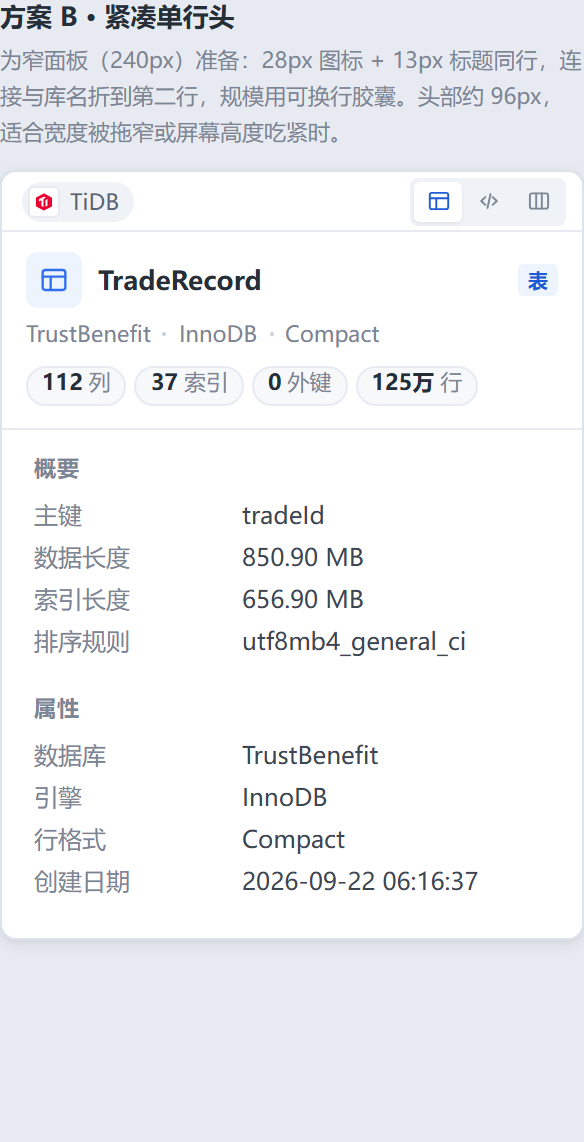 方案 B · 紧凑单行头
为窄面板（240px）准备：28px 图标 + 13px 标题同行，连
接与库名折到第二行，规模用可换行胶囊。头部约 96px，
适合宽度被拖窄或屏幕高度吃紧时。
TiDB
TradeRecord 表
TrustBenefit · InnoDB · Compact
112 列 37 索引 0 外键 125万 行
概要
主键 tradeId
数据长度 850.90 MB
索引长度 656.90 MB
排序规则 utf8mb4_general_ci
属性
数据库 TrustBenefit
引擎 InnoDB
行格式 Compact
创建日期 2026-09-22 06:16:37